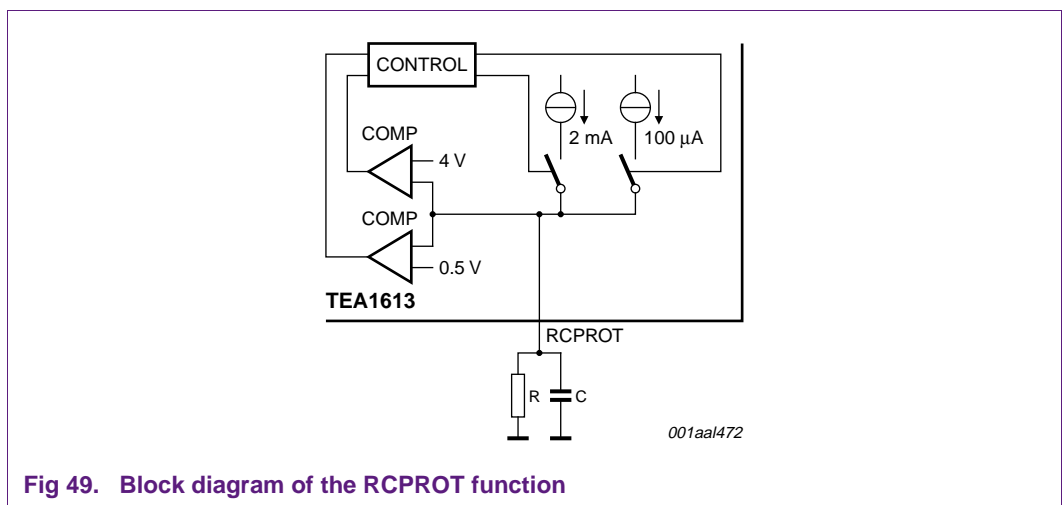 CONTROL
COMP
4 V
2 mA
100 μA
COMP
0.5 V
TEA1613
RCPROT
R
C
001aal472
Fig 49. Block diagram of the RCPROT function